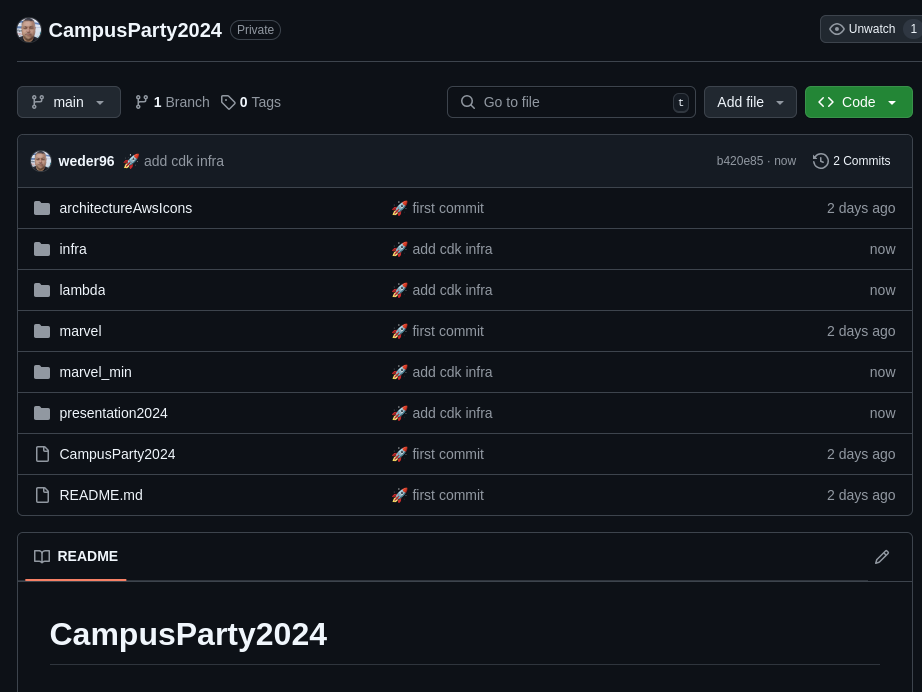 CampusParty2024 Private Unwatch 1
main 1 Branch 0 Tags Go to file t Add file Code
weder96 🚀 add cdk infra b420e85 · now 2 Commits
architectureAwsIcons 🚀 first commit 2 days ago
infra 🚀 add cdk infra now
lambda 🚀 add cdk infra now
marvel 🚀 first commit 2 days ago
marvel_min 🚀 add cdk infra now
presentation2024 🚀 add cdk infra now
CampusParty2024 🚀 first commit 2 days ago
README.md 🚀 first commit 2 days ago
README
CampusParty2024